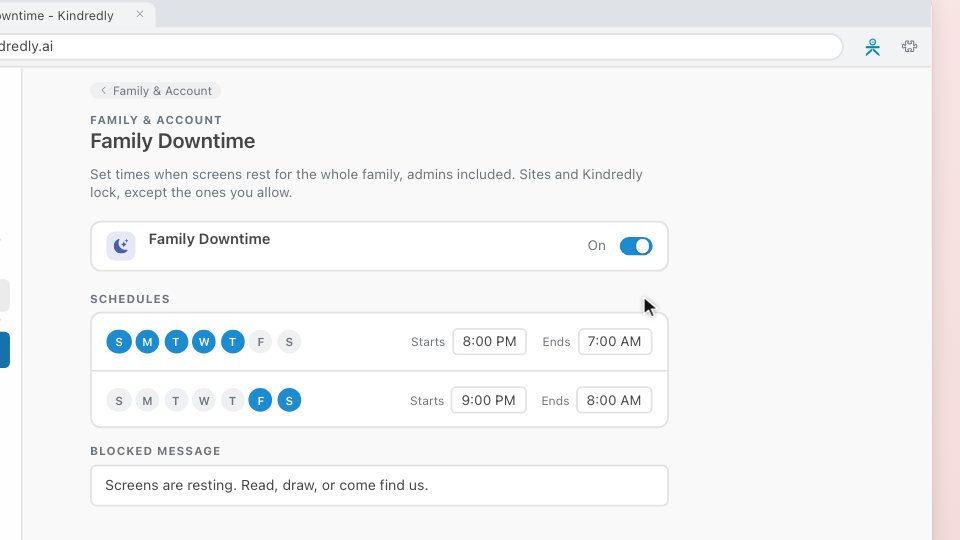 owntime - Kindredly
dredly.ai
Family & Account
FAMILY & ACCOUNT
Family Downtime
Set times when screens rest for the whole family, admins included. Sites and Kindredly
lock, except the ones you allow.
Family Downtime
On
SCHEDULES
S M T W T F S Starts 8:00 PM Ends 7:00 AM
S M T W T F S Starts 9:00 PM Ends 8:00 AM
BLOCKED MESSAGE
Screens are resting. Read, draw, or come find us.